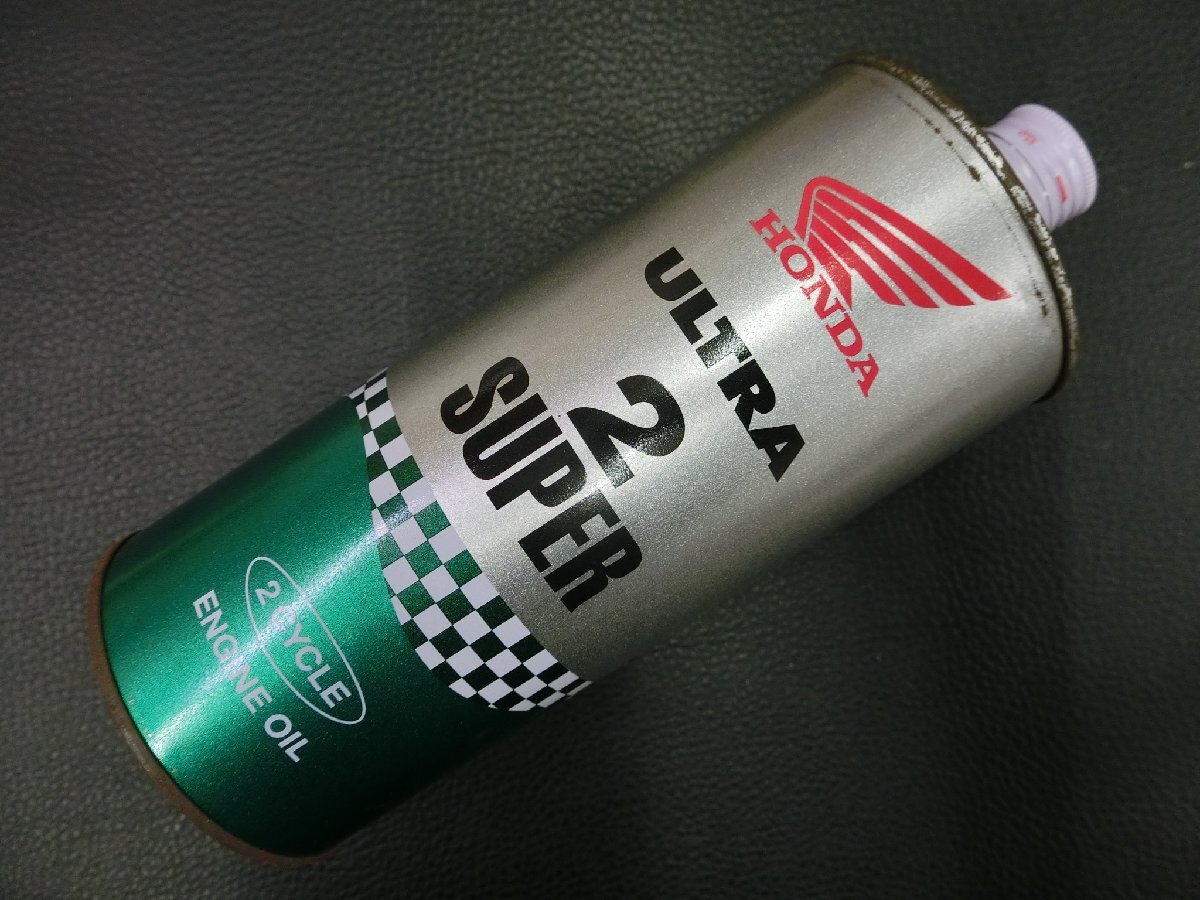 HONDA
ULTRA
2
SUPER
2 CYCLE
ENGINE OIL